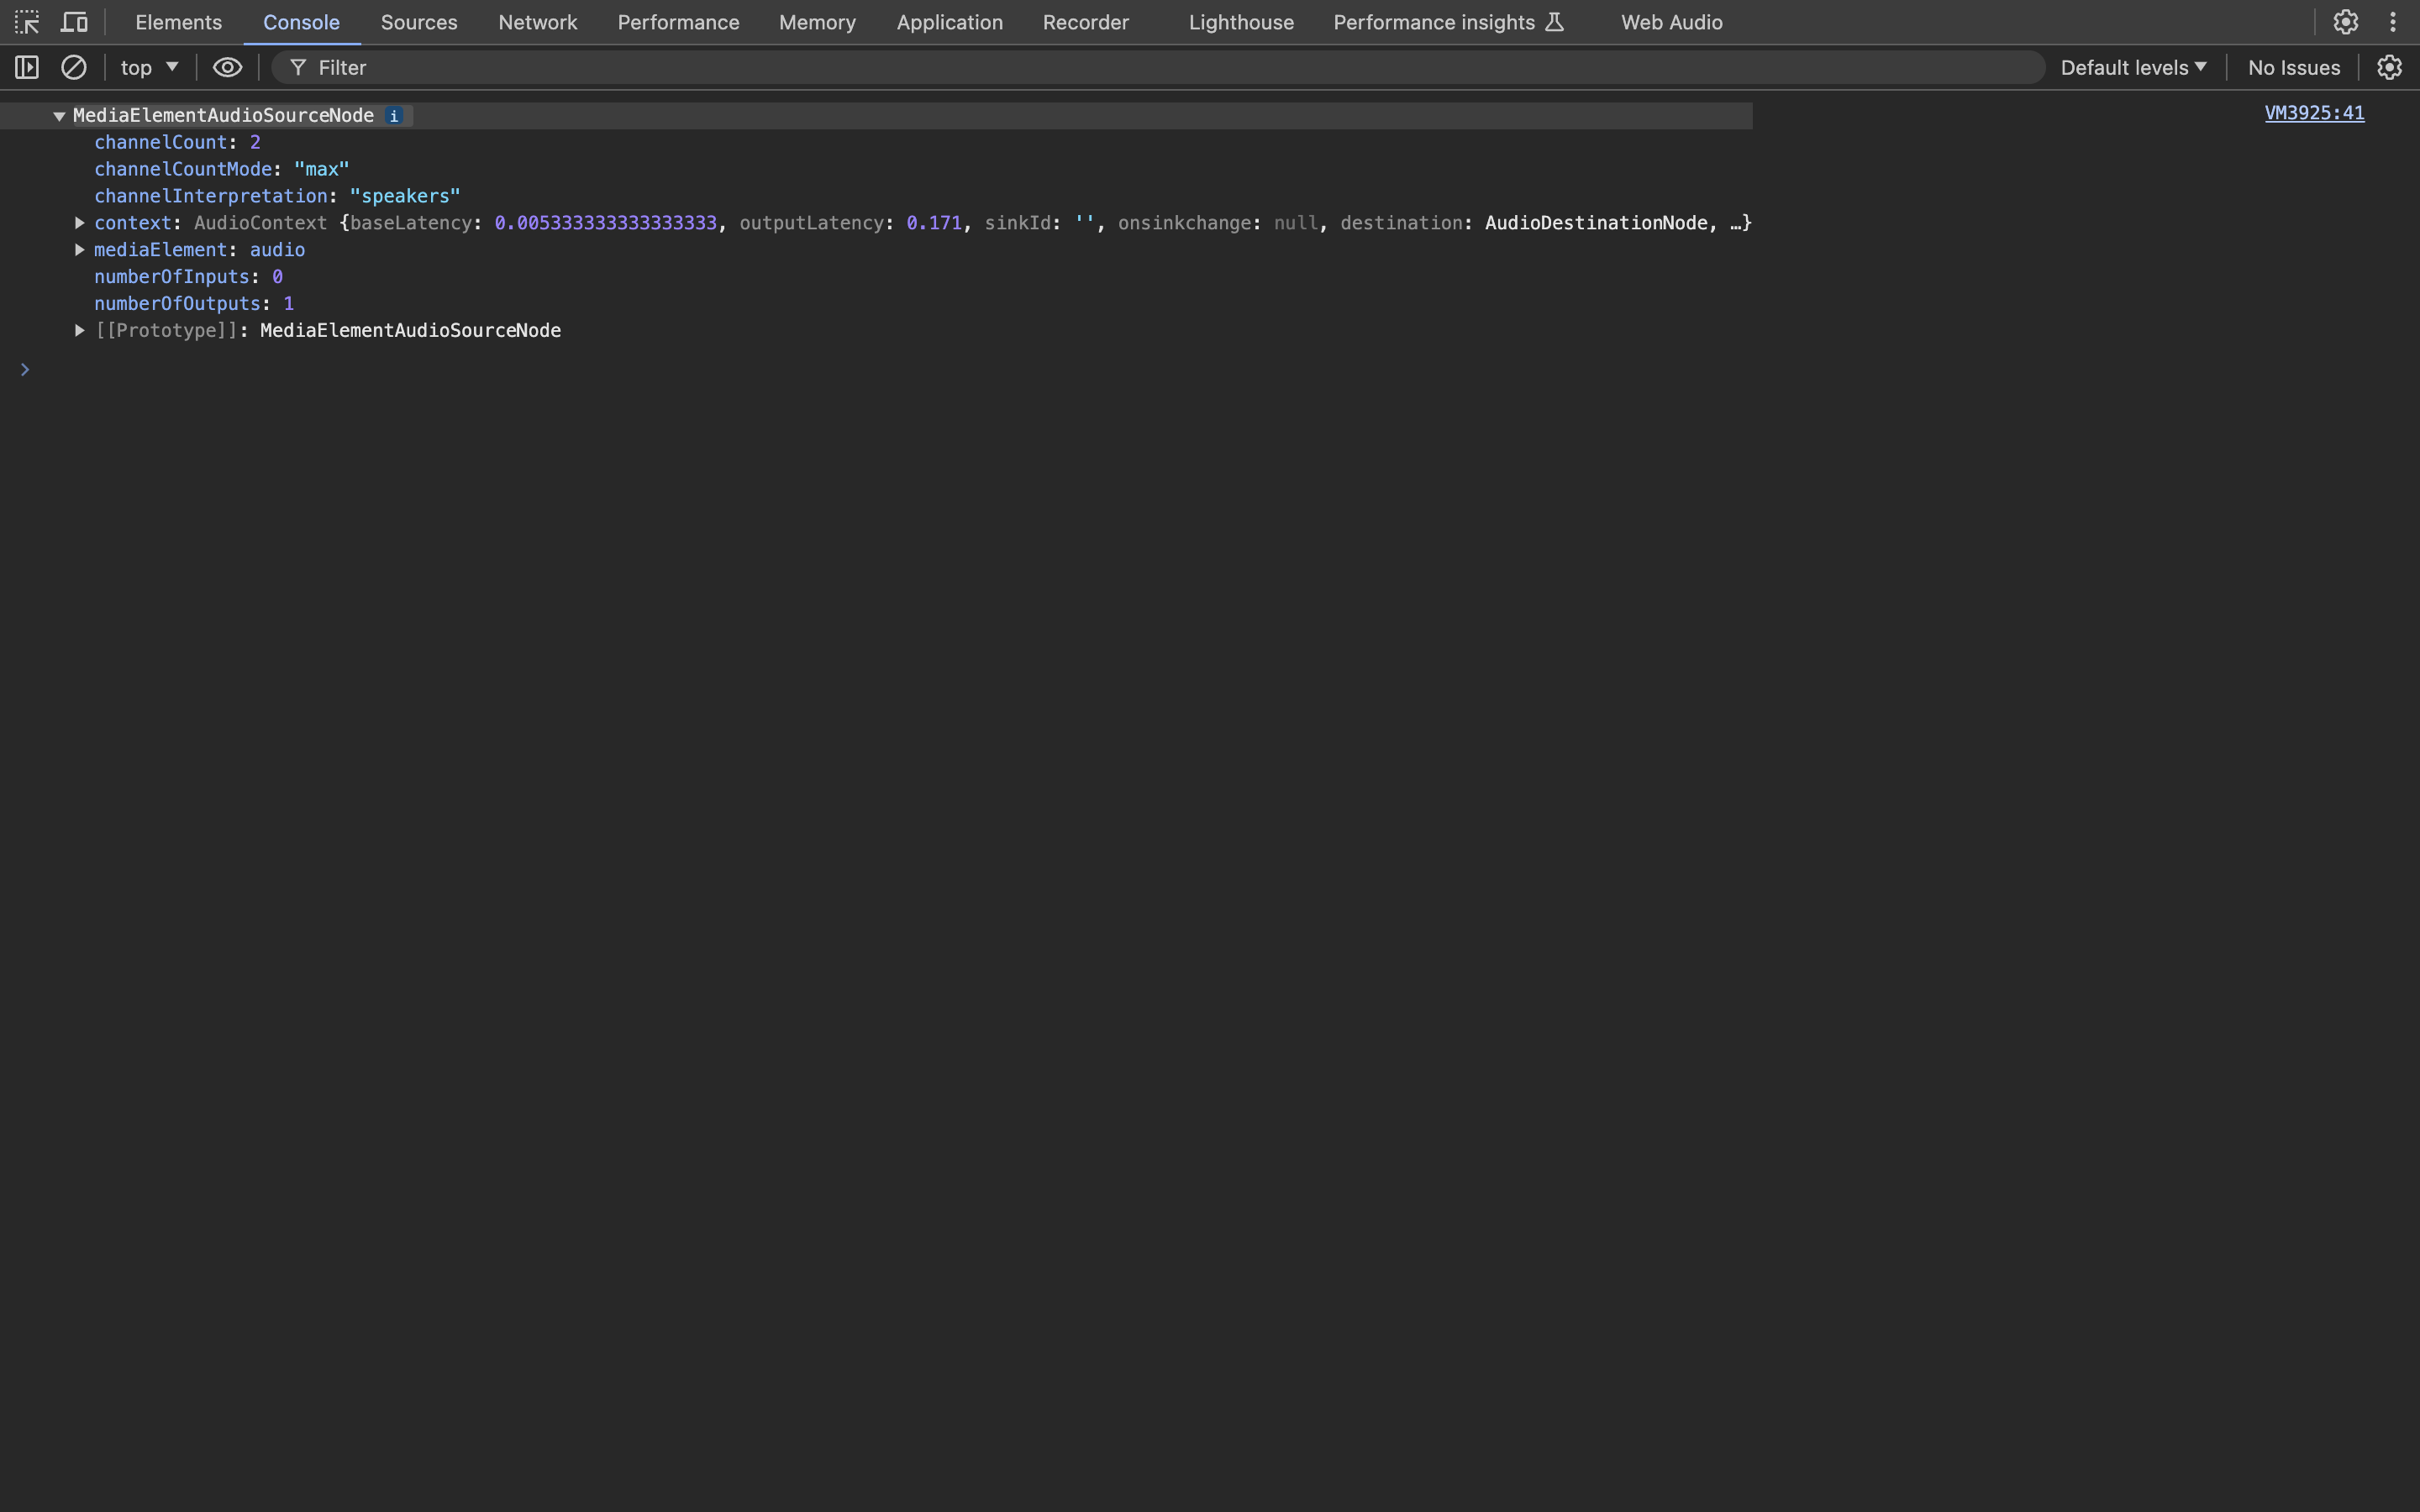 Elements Console Sources Network Performance Memory Application Recorder Lighthouse Performance insights Web Audio
top Filter Default levels No Issues
MediaElementAudioSourceNode i VM3925:41
channelCount: 2
channelCountMode: "max"
channelInterpretation: "speakers"
context: AudioContext {baseLatency: 0.005333333333333333, outputLatency: 0.171, sinkId: '', onsinkchange: null, destination: AudioDestinationNode, …}
mediaElement: audio
numberOfInputs: 0
numberOfOutputs: 1
[[Prototype]]: MediaElementAudioSourceNode